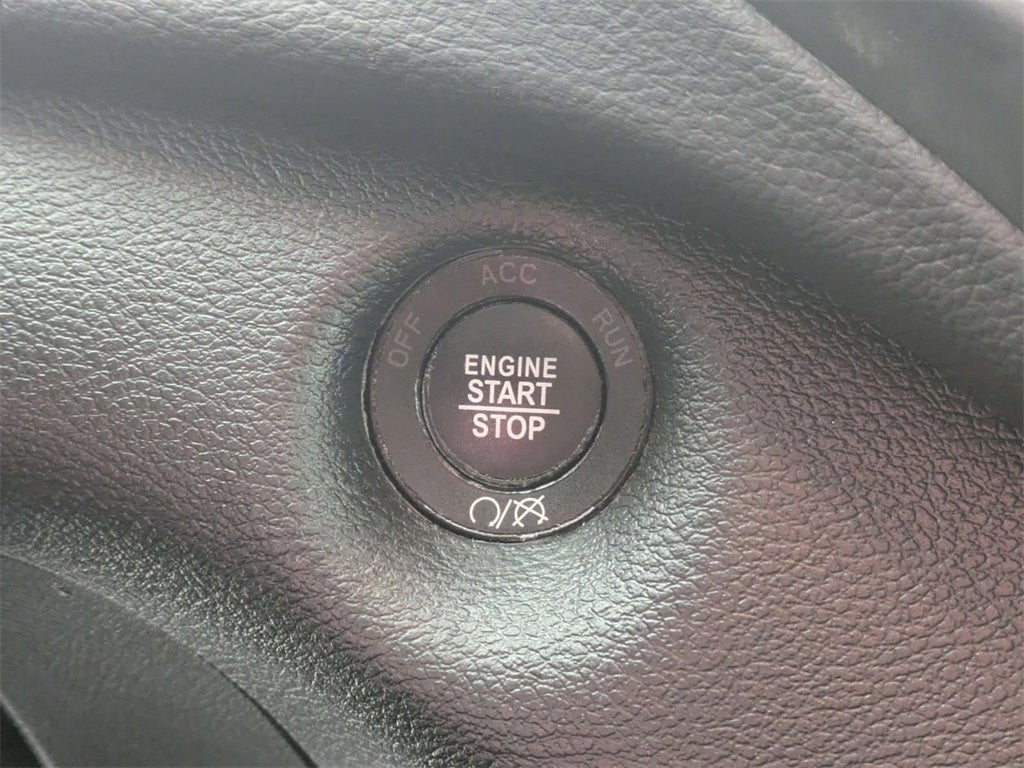 ACC
OFF
RUN
ENGINE
START
STOP